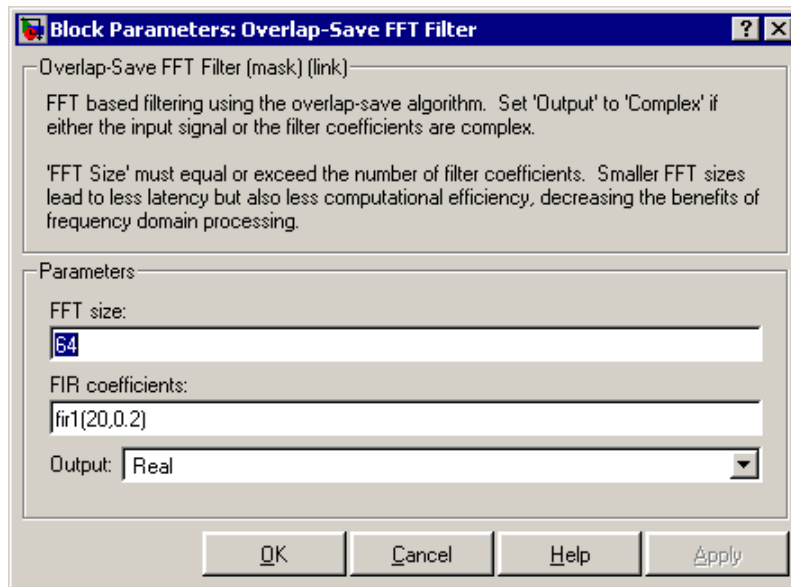 Block Parameters: Overlap-Save FFT Filter
Overlap-Save FFT Filter (mask) (link)
FFT based filtering using the overlap-save algorithm.  Set 'Output' to 'Complex' if
either the input signal or the filter coefficients are complex.
'FFT Size' must equal or exceed the number of filter coefficients.  Smaller FFT sizes
lead to less latency but also less computational efficiency, decreasing the benefits of
frequency domain processing.
Parameters
FFT size:
64
FIR coefficients:
fir1(20,0.2)
Output: Real
OK Cancel Help Apply